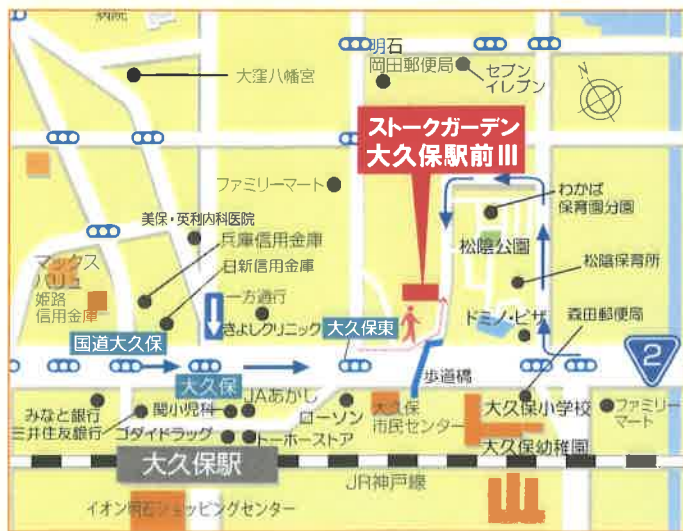 病院
明石
岡田郵便局
セブン
イレブン
大窪八幡宮
N
ストークガーデン
大久保駅前Ⅲ
ファミリーマート
わかば
保育園分園
美保・英利内科医院
兵庫信用金庫
日新信用金庫
松陰公園
マックス
バリュ
姫路
信用金庫
一方通行
松陰保育所
きよしクリニック
大久保東
ドミノ・ピザ
森田郵便局
国道大久保
2
大久保
歩道橋
みなと銀行
三井住友銀行
関小児科
JAあかし
ローソン
大久保
市民センター
大久保小学校
ファミリー
マート
ゴダイドラッグ
トーホーストア
大久保幼稚園
大久保駅
JR神戸線
イオン明石ショッピングセンター